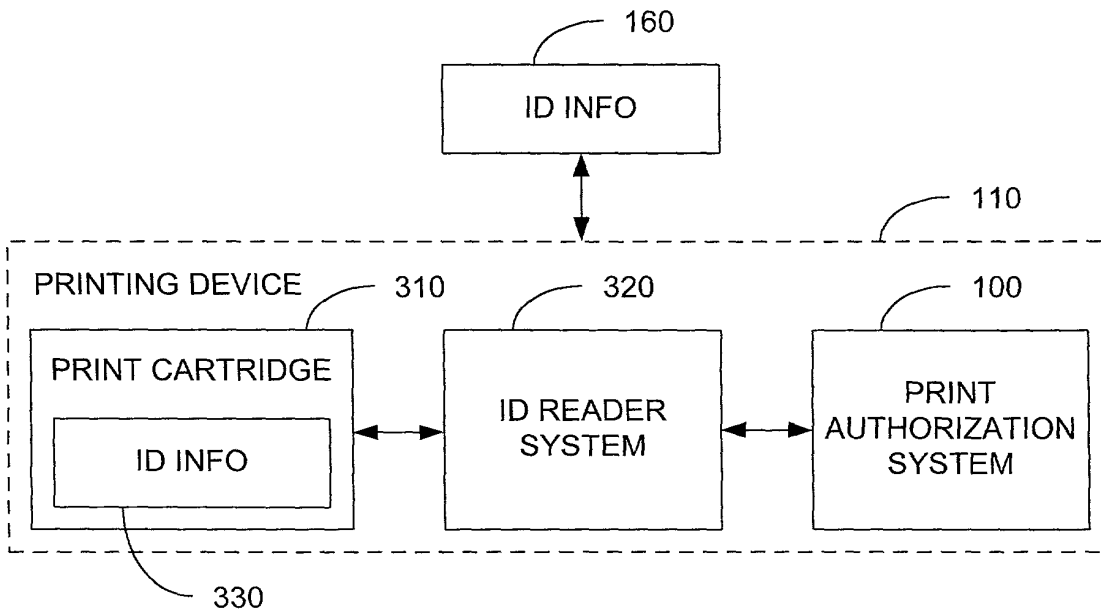 160
ID INFO
110
PRINTING DEVICE
310
320
100
PRINT CARTRIDGE
ID INFO
ID READER
SYSTEM
PRINT
AUTHORIZATION
SYSTEM
330